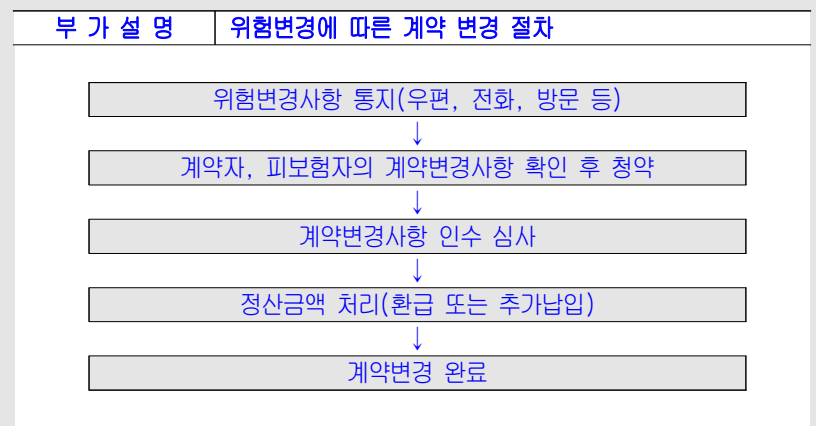 부 가 설 명 위험변경에 따른 계약 변경 절차
위험변경사항 통지(우편, 전화, 방문 등)
↓
계약자, 피보험자의 계약변경사항 확인 후 청약
↓
계약변경사항 인수 심사
↓
정산금액 처리(환급 또는 추가납입)
↓
계약변경 완료